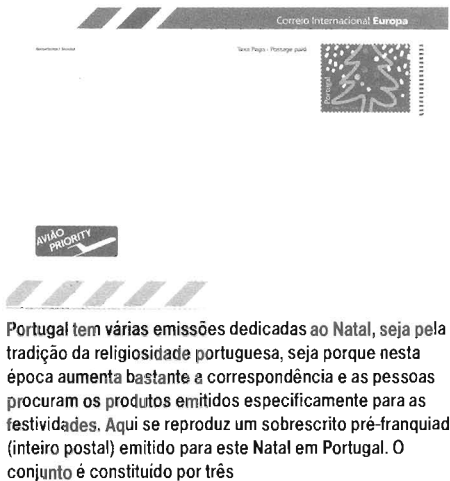 Correio Internacional Europa
Taxa Paga - Postage paid
Portugal
AVIÃO
PRIORITY
Portugal tem várias emissões dedicadas ao Natal, seja pela
tradição da religiosidade portuguesa, seja porque nesta
época aumenta bastante a correspondência e as pessoas
procuram os produtos emitidos especificamente para as
festividades. Aqui se reproduz um sobrescrito pré-franquiad
(inteiro postal) emitido para este Natal em Portugal. O
conjunto é constituído por três